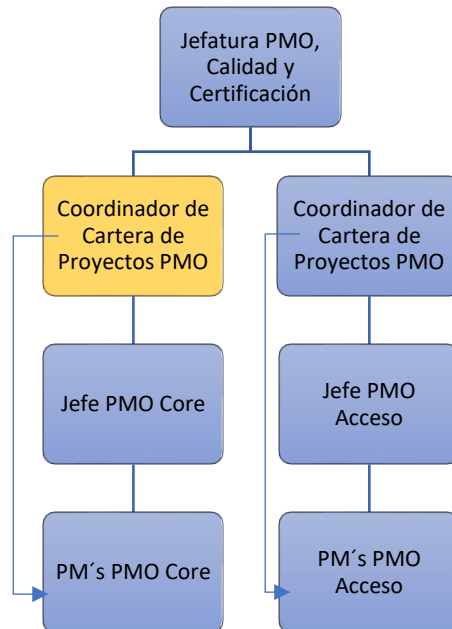 Jefatura PMO,
Calidad y
Certificación
Coordinador de
Cartera de
Proyectos PMO
Coordinador de
Cartera de
Proyectos PMO
Jefe PMO Core
Jefe PMO
Acceso
PM´s PMO Core
PM´s PMO
Acceso